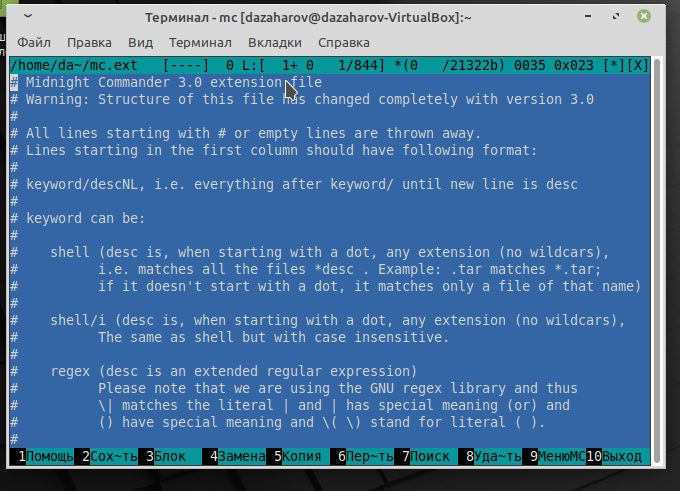 Терминал - mc [dazaharov@dazaharov-VirtualBox]:~
Файл Правка Вид Терминал Вкладки Справка
/home/da~/mc.ext [----] 0 L:[ 1+ 0 1/844] *(0 /21322b) 0035 0x023 [*][X]
# Midnight Commander 3.0 extension file
# Warning: Structure of this file has changed completely with version 3.0
#
# All lines starting with # or empty lines are thrown away.
# Lines starting in the first column should have following format:
#
# keyword/descNL, i.e. everything after keyword/ until new line is desc
#
# keyword can be:
#
# shell (desc is, when starting with a dot, any extension (no wildcars),
# i.e. matches all the files *desc . Example: .tar matches *.tar;
# if it doesn't start with a dot, it matches only a file of that name)
#
# shell/i (desc is, when starting with a dot, any extension (no wildcars),
# The same as shell but with case insensitive.
#
# regex (desc is an extended regular expression)
# Please note that we are using the GNU regex library and thus
# \| matches the literal | and | has special meaning (or) and
# () have special meaning and \( \) stand for literal ( ).
#
1Помощь 2Сох~ть 3Блок 4Замена 5Копия 6Пер~ть 7Поиск 8Уда~ть 9МенюMC 10Выход